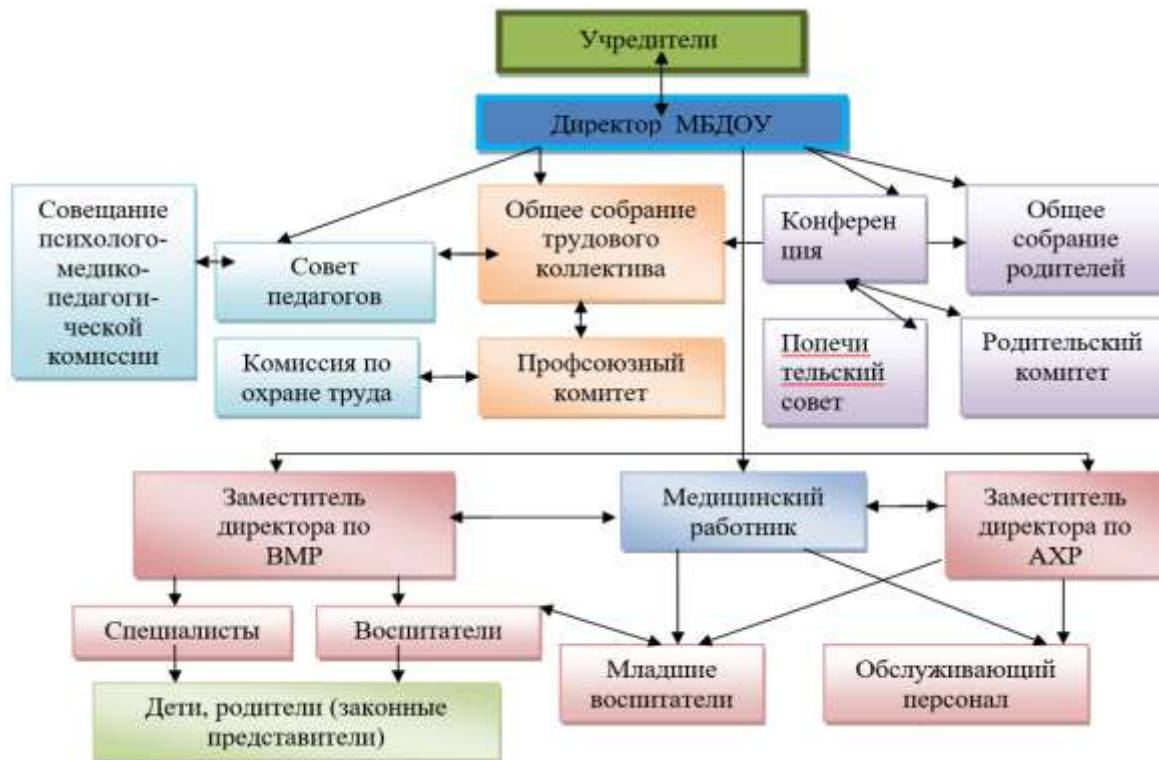 Учредители
Директор МБДОУ
Совещание
психолого-
медико-
педагоги-
ческой
комиссии
Совет
педагогов
Общее собрание
трудового
коллектива
Конферен
ция
Общее
собрание
родителей
Комиссия по
охране труда
Профсоюзный
комитет
Попечи
тельский
совет
Родительский
комитет
Заместитель
директора по
ВМР
Медицинский
работник
Заместитель
директора по
АХР
Специалисты
Воспитатели
Младшие
воспитатели
Обслуживающий
персонал
Дети, родители (законные
представители)